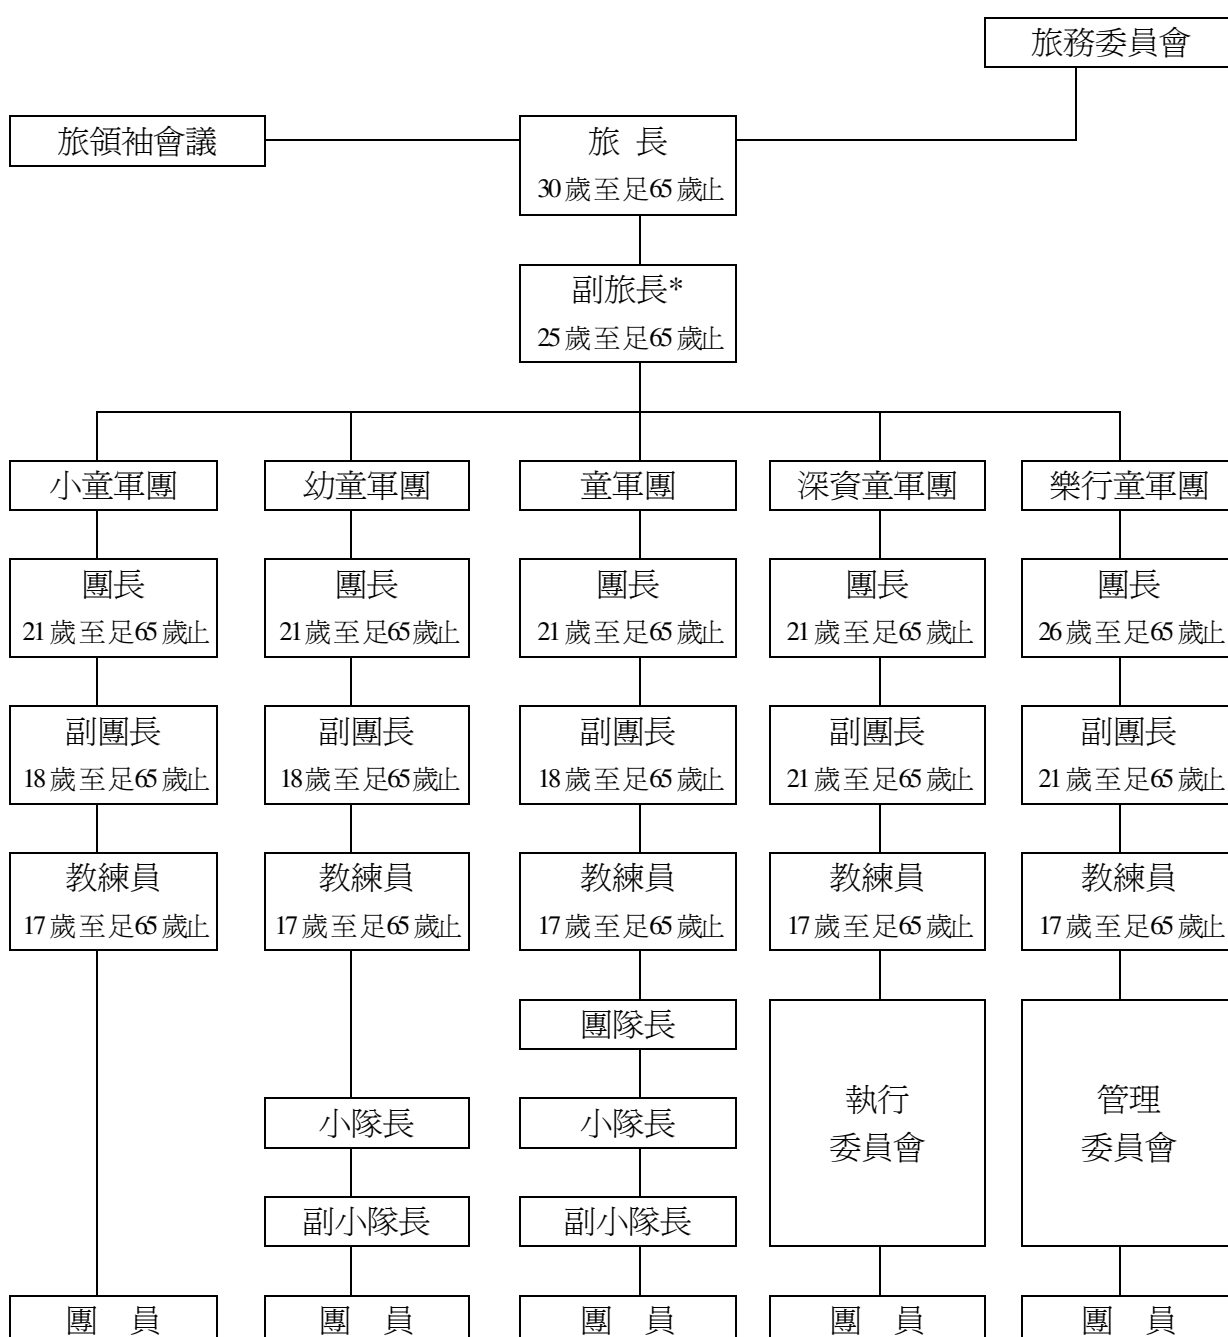 旅務委員會
旅領袖會議
旅 長
30歲至足65歲止
副旅長*
25歲至足65歲止
小童軍團
幼童軍團
童軍團
深資童軍團
樂行童軍團
團長
21歲至足65歲止
團長
21歲至足65歲止
團長
21歲至足65歲止
團長
21歲至足65歲止
團長
26歲至足65歲止
副團長
18歲至足65歲止
副團長
18歲至足65歲止
副團長
18歲至足65歲止
副團長
21歲至足65歲止
副團長
21歲至足65歲止
教練員
17歲至足65歲止
教練員
17歲至足65歲止
教練員
17歲至足65歲止
教練員
17歲至足65歲止
教練員
17歲至足65歲止
團隊長
小隊長
小隊長
執行
委員會
管理
委員會
副小隊長
副小隊長
團 員
團 員
團 員
團 員
團 員